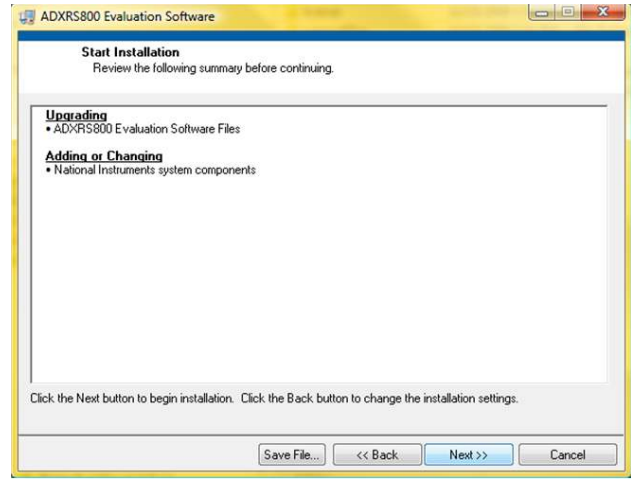 ADXRS800 Evaluation Software
Start Installation
Review the following summary before continuing.
Upgrading
• ADXRS800 Evaluation Software Files
Adding or Changing
• National Instruments system components
Click the Next button to begin installation. Click the Back button to change the installation settings.
Save File... << Back Next >> Cancel